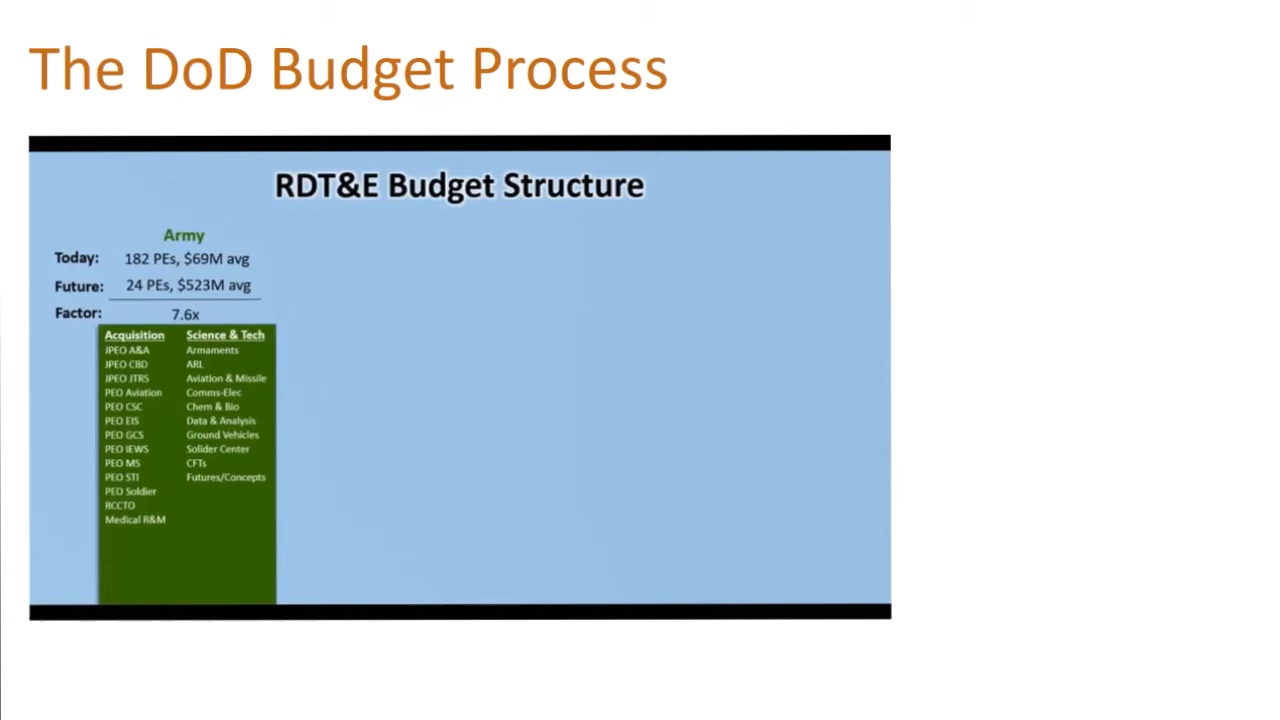 The DoD Budget Process
RDT&E Budget Structure
Army
Today: 182 PEs, $69M avg
Future: 24 PEs, $523M avg
Factor: 7.6x
Acquisition Science & Tech
JPEO A&A Armaments
JPEO CBD ARL
JPEO JTRS Aviation & Missile
PEO Aviation Comms-Elec
PEO CSC Chem & Bio
PEO EIS Data & Analysis
PEO GCS Ground Vehicles
PEO IEWS Solider Center
PEO MS CFTs
PEO STI Futures/Concepts
PEO Soldier
RCCTO
Medical R&M